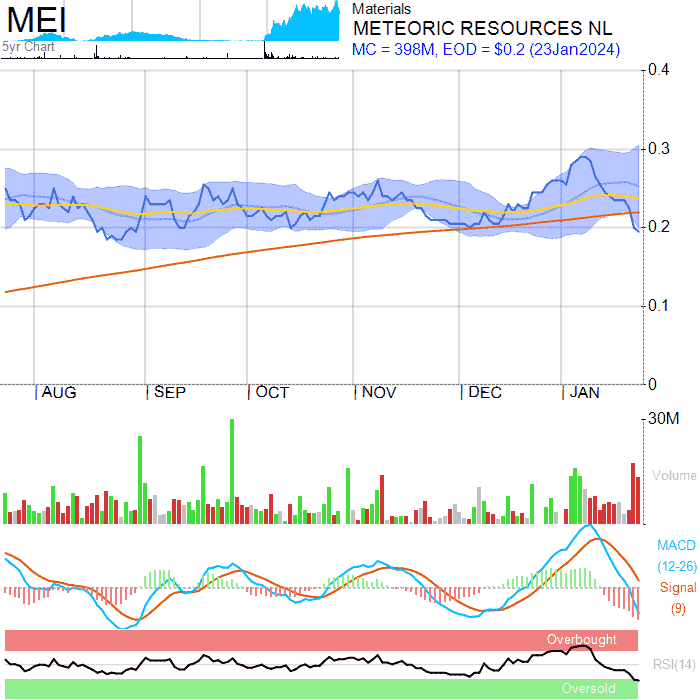 MEI
5yr Chart
Materials
METEORIC RESOURCES NL
MC = 398M, EOD = $0.2 (23Jan2024)
0.4
0.3
0.2
0.1
0
AUG SEP OCT NOV DEC JAN
30M
Volume
MACD
(12-26)
Signal
(9)
Overbought
RSI(14)
Oversold